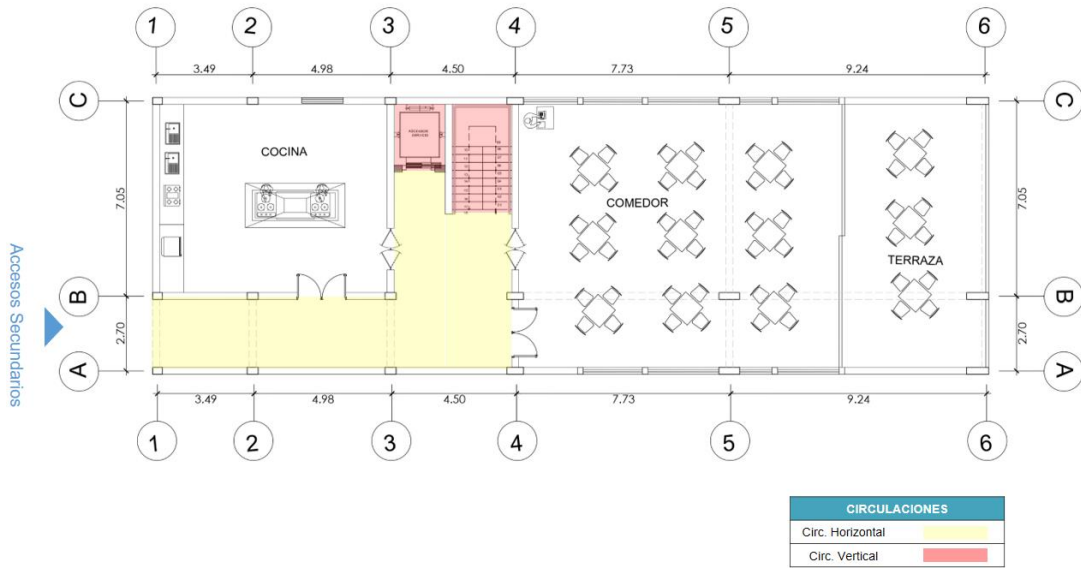 1 2 3 4 5 6
3.49 4.98 4.50 7.73 9.24
C C
ASCENSOR
SERVICIO
COCINA
7.05 7.05
COMEDOR
TERRAZA
Accesos Secundarios
B B
2.70 2.70
A A
3.49 4.98 4.50 7.73 9.24
1 2 3 4 5 6
CIRCULACIONES
Circ. Horizontal
Circ. Vertical